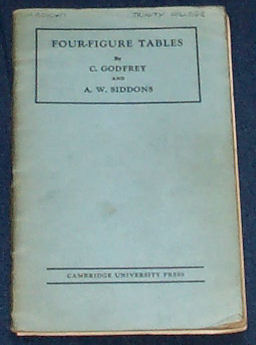 TRINITY COLLEGE
FOUR-FIGURE TABLES
By
C. GODFREY
AND
A. W. SIDDONS
CAMBRIDGE UNIVERSITY PRESS